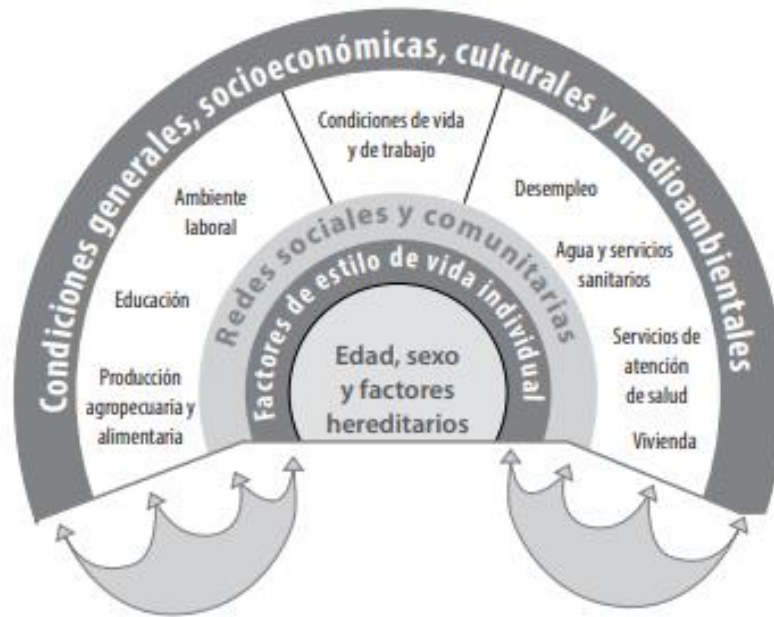 Condiciones generales, socioeconómicas, culturales y medioambientales
Condiciones de vida
y de trabajo
Ambiente
laboral
Educación
Producción
agropecuaria y
alimentaria
Desempleo
Agua y servicios
sanitarios
Servicios de
atención
de salud
Vivienda
Redes sociales y comunitarias
Factores de estilo de vida individual
Edad, sexo
y factores
hereditarios